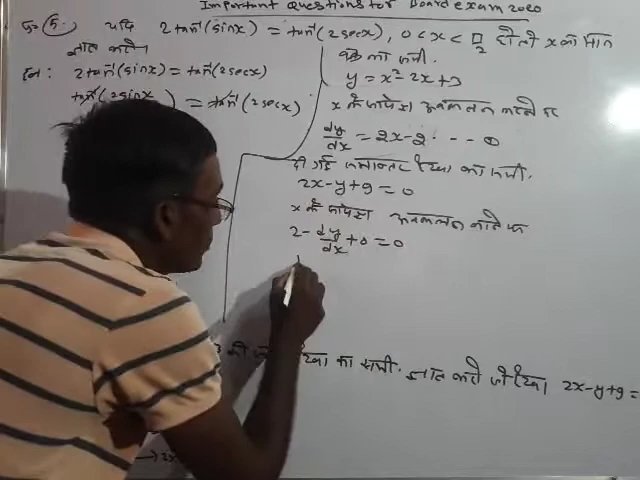 Important Questions for Board exam 2020
प्र० (5) यदि 2tan⁻¹(sinx) = tan⁻¹(2secx), 0<x<π/2 हो तो x का मान
ज्ञात करो।
हल: 2tan⁻¹(sinx) = tan⁻¹(2secx)
tan⁻¹(2sinx = tan⁻¹(2secx)
वक्र का समी.
y = x²-2x+7
x के सापेक्ष अवकलन करने पर
dy/dx = 2x-2 --- ①
दी गई समान्तर रेखा का समी.
2x-y+9=0
x के सापेक्ष अवकलन करने पर
2-dy/dx+0=0
रेखा का समी. ज्ञात करो जो रेखा 2x-y+9=
→2x